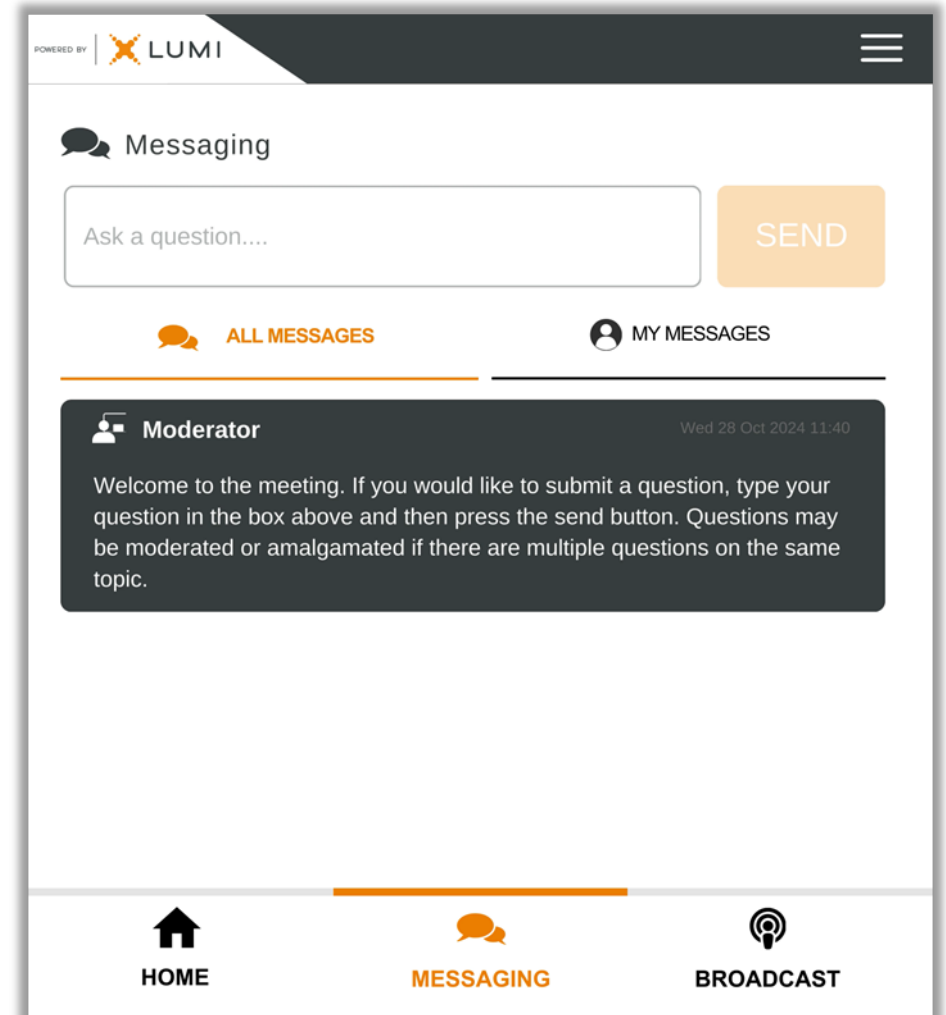 POWERED BY LUMI
Messaging
Ask a question....
SEND
ALL MESSAGES
MY MESSAGES
Moderator
Wed 28 Oct 2024 11:40
Welcome to the meeting. If you would like to submit a question, type your
question in the box above and then press the send button. Questions may
be moderated or amalgamated if there are multiple questions on the same
topic.
HOME
MESSAGING
BROADCAST